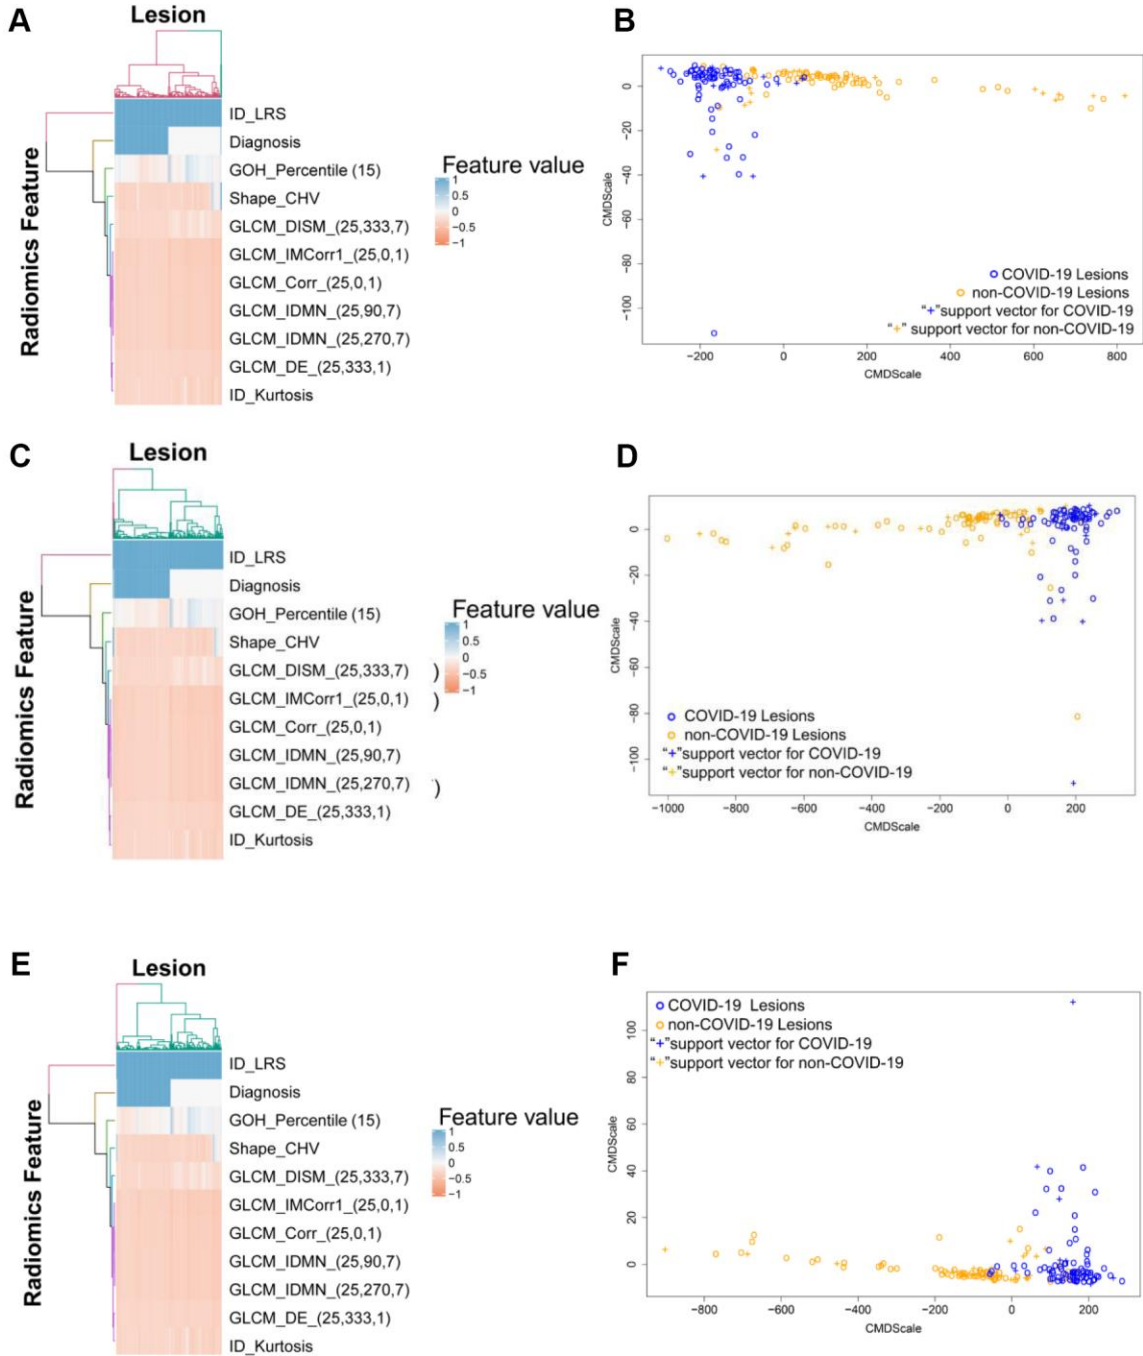 A
Lesion
Radiomics Feature
ID_LRS
Diagnosis
GOH_Percentile (15)
Shape_CHV
GLCM_DISM_(25,333,7)
GLCM_IMCorr1_(25,0,1)
GLCM_Corr_(25,0,1)
GLCM_IDMN_(25,90,7)
GLCM_IDMN_(25,270,7)
GLCM_DE_(25,333,1)
ID_Kurtosis
Feature value
1
0.5
0
−0.5
−1
B
CMDScale
0
−20
−40
−60
−80
−100
COVID-19 Lesions
non-COVID-19 Lesions
"+"support vector for COVID-19
"+" support vector for non-COVID-19
−200 0 200 400 600 800
CMDScale
C
Lesion
Radiomics Feature
ID_LRS
Diagnosis
GOH_Percentile (15)
Shape_CHV
GLCM_DISM_(25,333,7) )
GLCM_IMCorr1_(25,0,1) )
GLCM_Corr_(25,0,1)
GLCM_IDMN_(25,90,7)
GLCM_IDMN_(25,270,7) )
GLCM_DE_(25,333,1)
ID_Kurtosis
Feature value
1
0.5
0
−0.5
−1
D
CMDScale
0
−20
−40
−60
−80
−100
COVID-19 Lesions
non-COVID-19 Lesions
"+"support vector for COVID-19
"+"support vector for non-COVID-19
−1000 −800 −600 −400 −200 0 200
CMDScale
E
Lesion
Radiomics Feature
ID_LRS
Diagnosis
GOH_Percentile (15)
Shape_CHV
GLCM_DISM_(25,333,7)
GLCM_IMCorr1_(25,0,1)
GLCM_Corr_(25,0,1)
GLCM_IDMN_(25,90,7)
GLCM_IDMN_(25,270,7)
GLCM_DE_(25,333,1)
ID_Kurtosis
Feature value
1
0.5
0
−0.5
−1
F
CMDScale
100
80
60
40
20
0
COVID-19 Lesions
non-COVID-19 Lesions
"+"support vector for COVID-19
"+"support vector for non-COVID-19
−800 −600 −400 −200 0 200
CMDScale